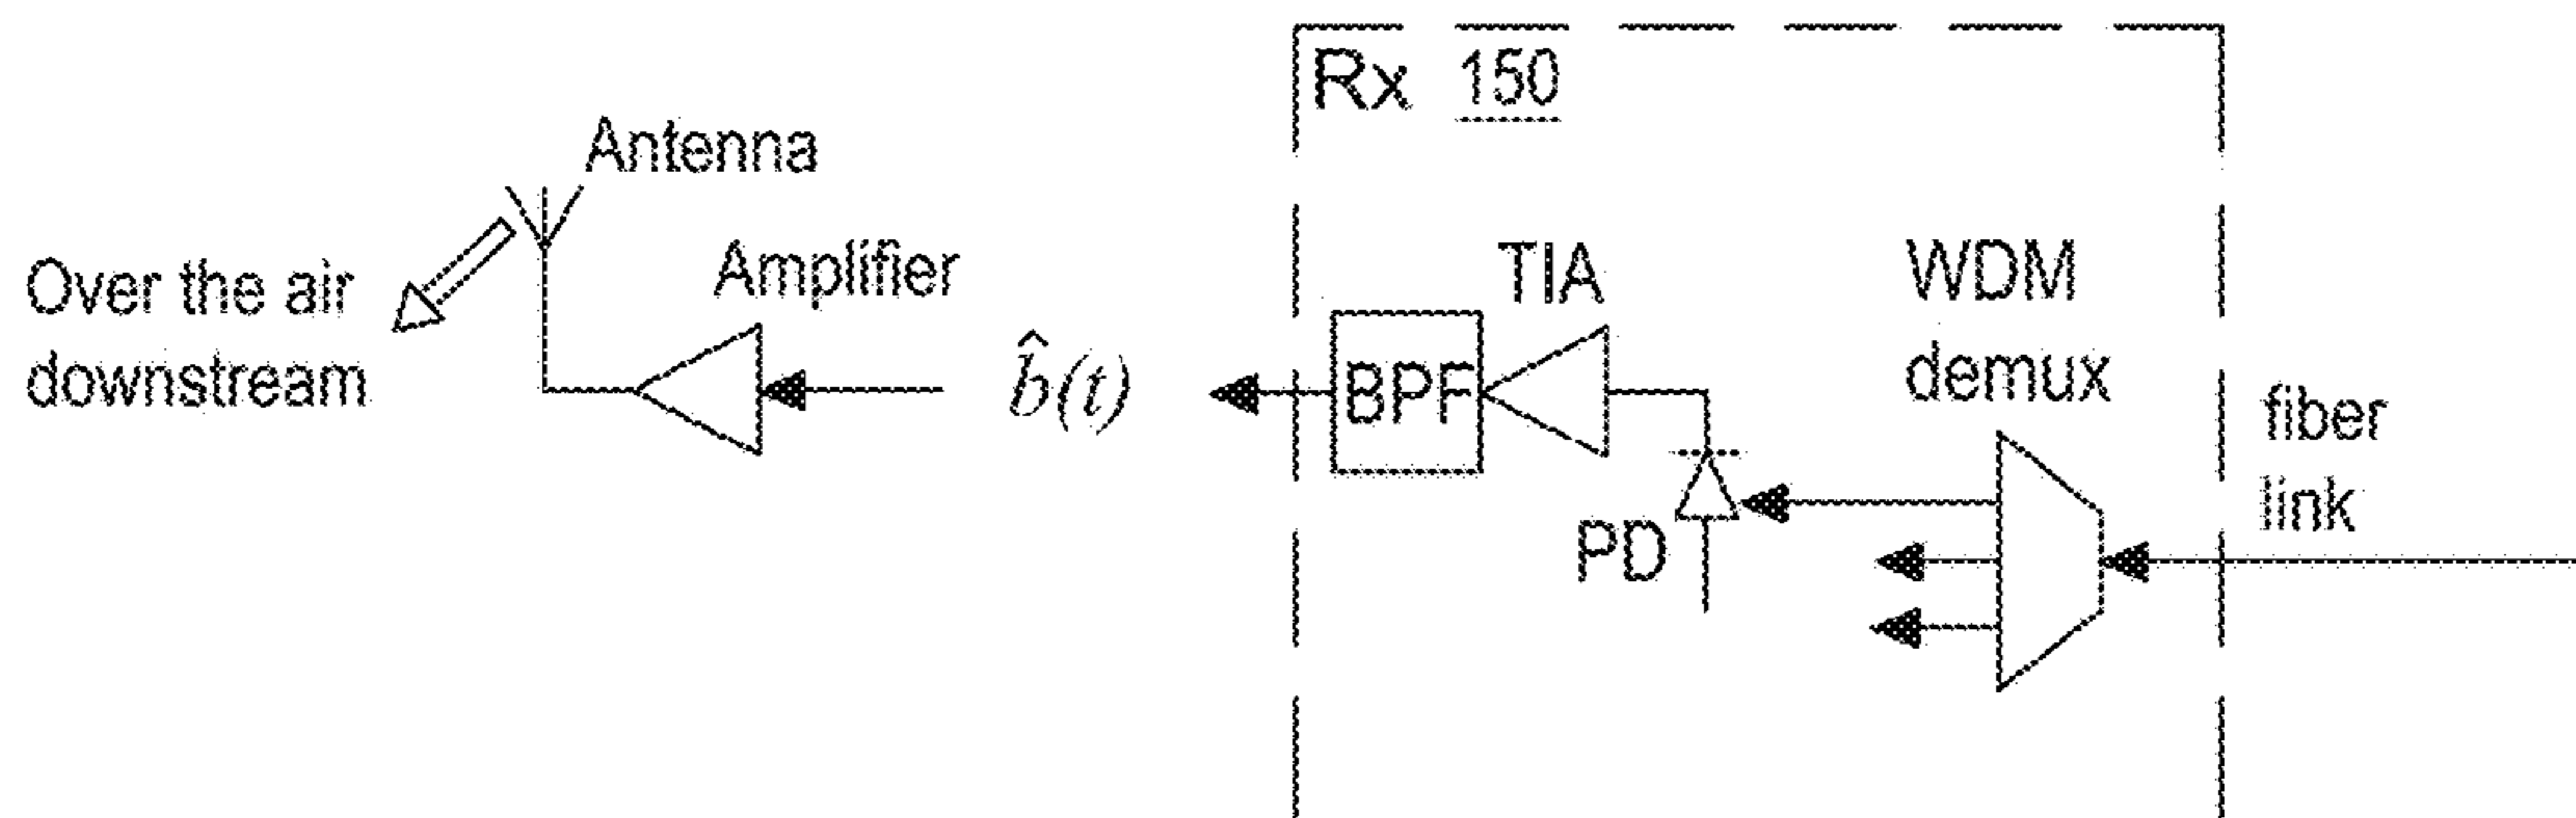 Rx 150
Antenna
Over the air
downstream
Amplifier
b̂(t)
BPF
TIA
PD
WDM
demux
fiber
link